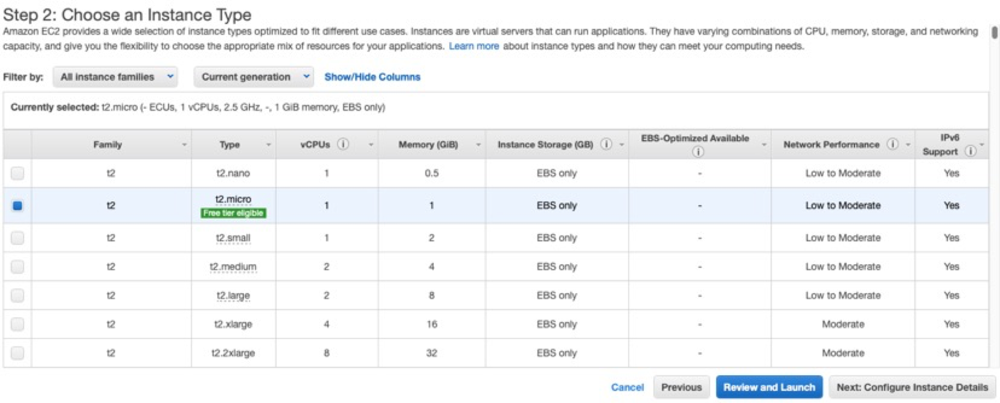 Step 2: Choose an Instance Type
Amazon EC2 provides a wide selection of instance types optimized to fit different use cases. Instances are virtual servers that can run applications. They have varying combinations of CPU, memory, storage, and networking
capacity, and give you the flexibility to choose the appropriate mix of resources for your applications. Learn more about instance types and how they can meet your computing needs.
Filter by: All instance families Current generation Show/Hide Columns
Currently selected: t2.micro (- ECUs, 1 vCPUs, 2.5 GHz, -, 1 GiB memory, EBS only)
Family Type vCPUs i Memory (GiB) Instance Storage (GB) i EBS-Optimized Available i Network Performance i IPv6 Support i
t2 t2.nano 1 0.5 EBS only - Low to Moderate Yes
t2 t2.micro Free tier eligible 1 1 EBS only - Low to Moderate Yes
t2 t2.small 1 2 EBS only - Low to Moderate Yes
t2 t2.medium 2 4 EBS only - Low to Moderate Yes
t2 t2.large 2 8 EBS only - Low to Moderate Yes
t2 t2.xlarge 4 16 EBS only - Moderate Yes
t2 t2.2xlarge 8 32 EBS only - Moderate Yes
Cancel Previous Review and Launch Next: Configure Instance Details